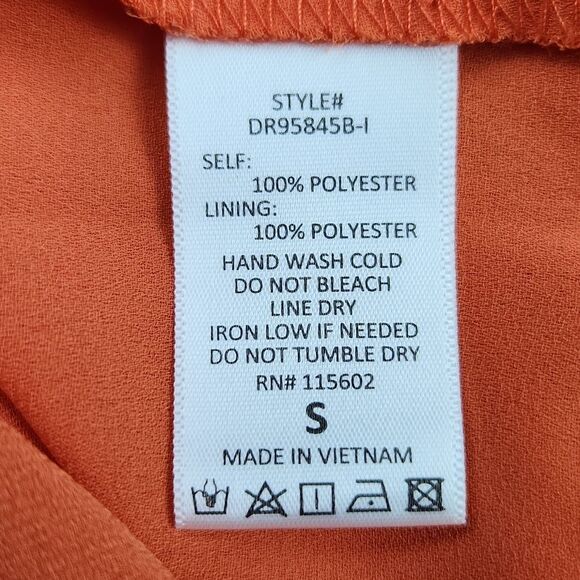 STYLE#
DR95845B-I
SELF:
100% POLYESTER
LINING:
100% POLYESTER
HAND WASH COLD
DO NOT BLEACH
LINE DRY
IRON LOW IF NEEDED
DO NOT TUMBLE DRY
RN# 115602
S
MADE IN VIETNAM